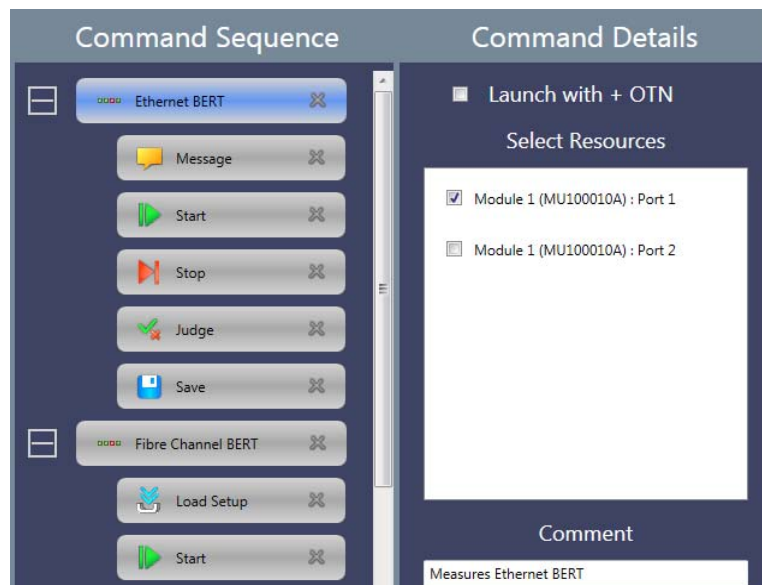 Command Sequence
Ethernet BERT
Message
Start
Stop
Judge
Save
Fibre Channel BERT
Load Setup
Start
Command Details
Launch with + OTN
Select Resources
Module 1 (MU100010A) : Port 1
Module 1 (MU100010A) : Port 2
Comment
Measures Ethernet BERT